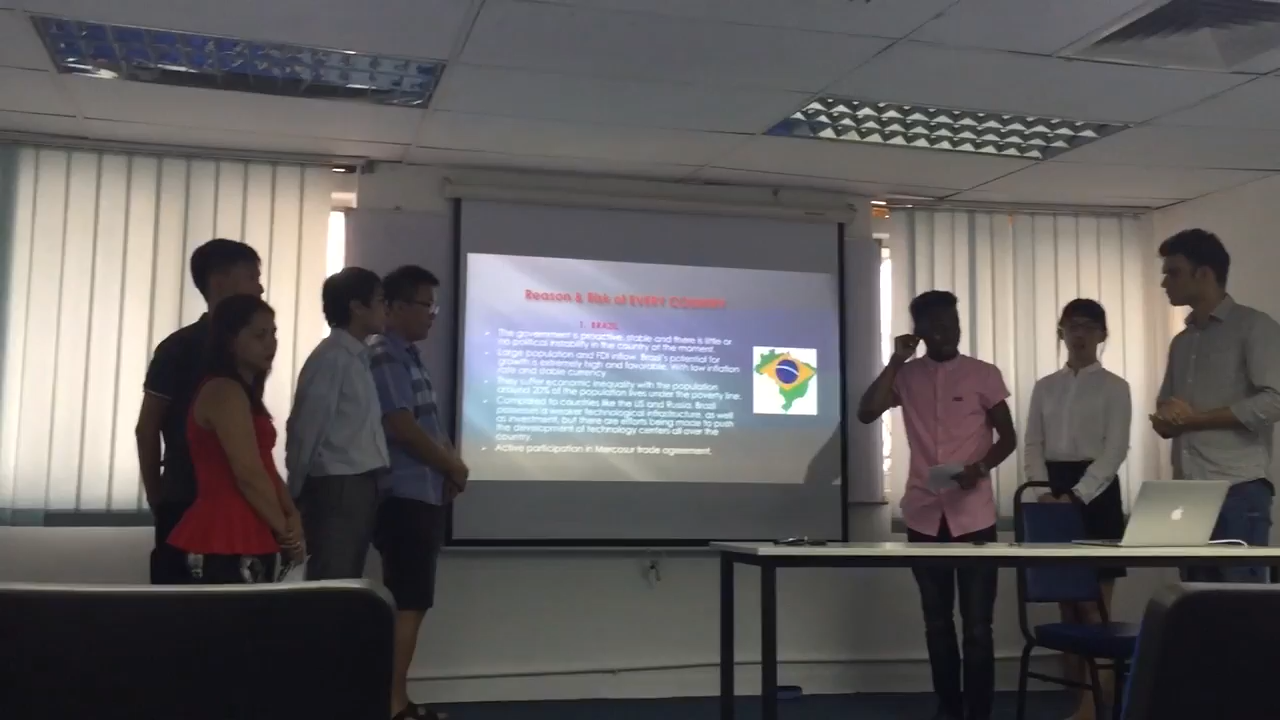 Reason & Risk of EVERY COUNTRY
1. BRAZIL
The government is proactive, stable and there is little or
no political instability in the country at the moment.
Large population and FDI inflow. Brazil's potential for
growth is extremely high and favorable, with low inflation
rate and stable currency.
They suffer economic inequality with the population
around 20% of the population lives under the poverty line.
Compared to countries like the US and Russia, Brazil
possesses a weaker technological infrastructure, as well
as investment, but there are efforts being made to push
the development of technology centers all over the
country.
Active participation in Mercosur trade agreement.